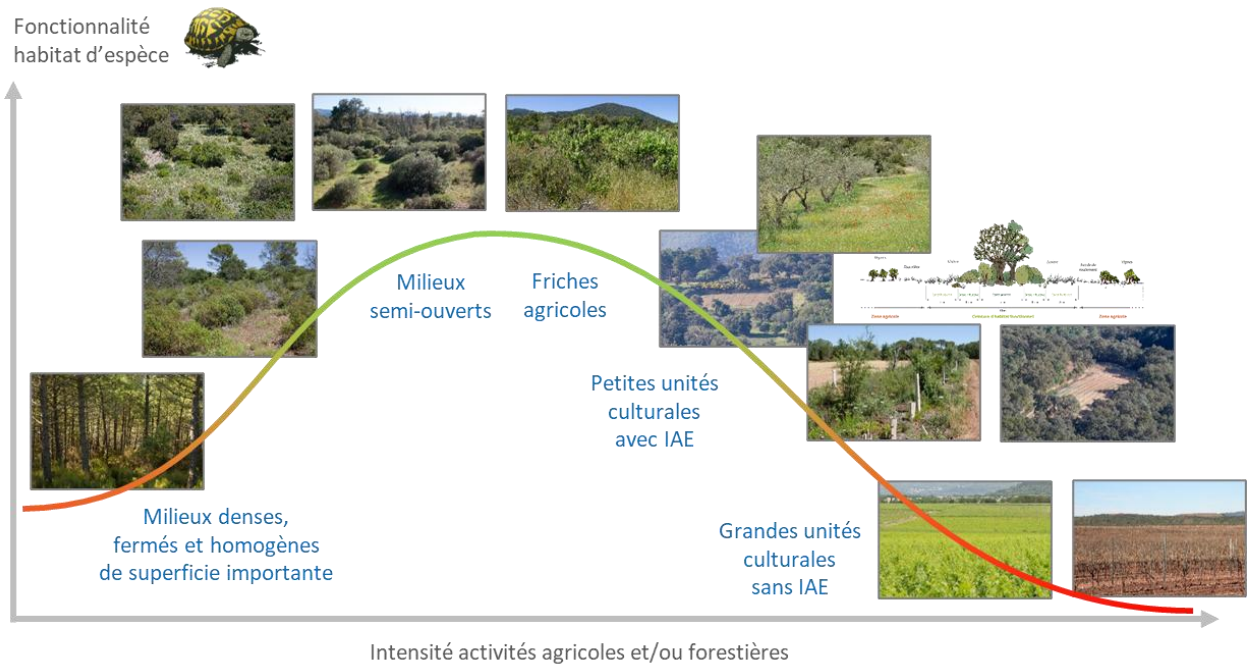 Fonctionnalité
habitat d'espèce
Milieux
semi-ouverts
Friches
agricoles
Petites unités
culturales
avec IAE
Milieux denses,
fermés et homogènes
de superficie importante
Grandes unités
culturales
sans IAE
Intensité activités agricoles et/ou forestières